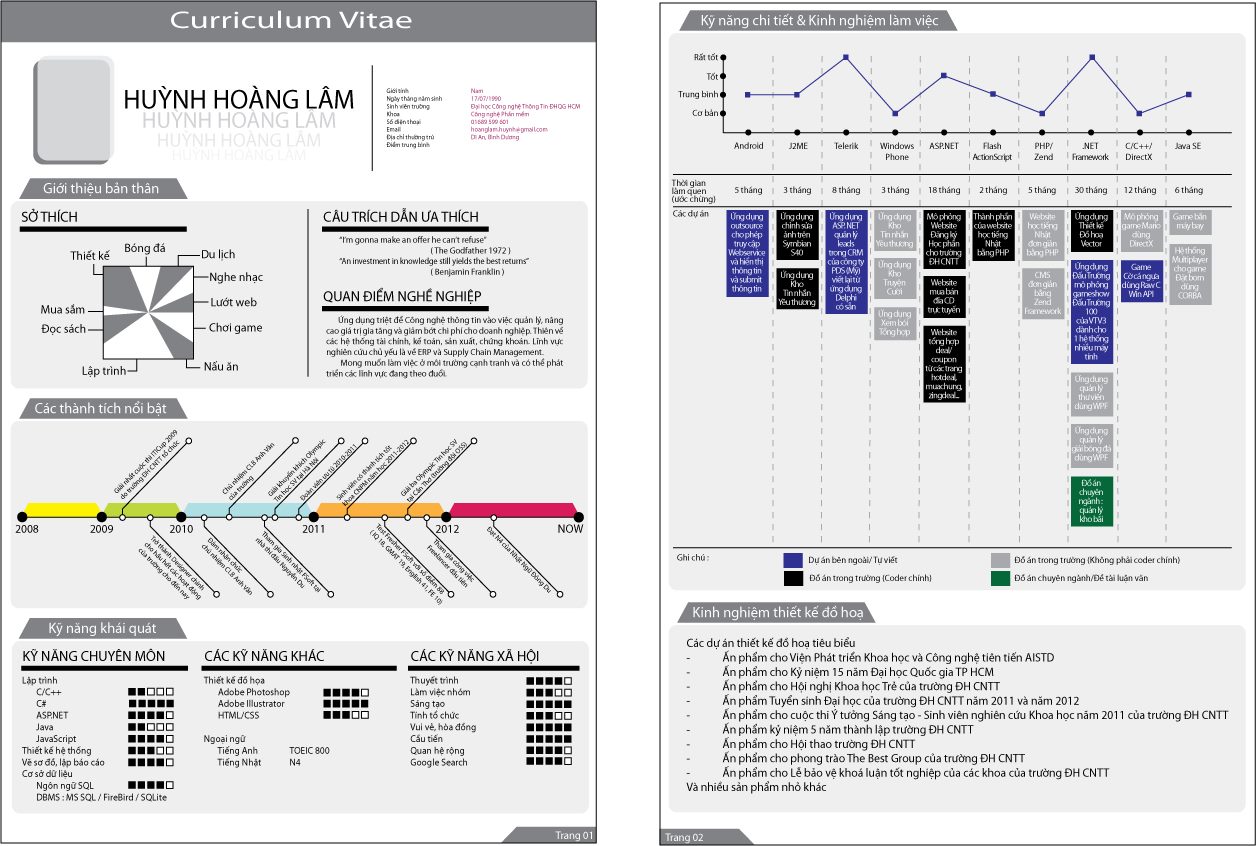 Curriculum Vitae
HUỲNH HOÀNG LÂM
HUỲNH HOÀNG LÂM
HUỲNH HOÀNG LÂM
HUỲNH HOÀNG LÂM
Giới tính Nam
Ngày tháng năm sinh 17/07/1990
Sinh viên trường Đại học Công nghệ Thông Tin ĐHQG HCM
Khoa Công nghệ Phần mềm
Số điện thoại 01689 599 601
Email hoanglam.huynh@gmail.com
Địa chỉ thường trú Dĩ An, Bình Dương
Điểm trung bình
Giới thiệu bản thân
SỞ THÍCH
Bóng đá
Thiết kế
Du lịch
Nghe nhạc
Mua sắm
Lướt web
Đọc sách
Chơi game
Lập trình
Nấu ăn
CÂU TRÍCH DẪN ƯA THÍCH
"I'm gonna make an offer he can't refuse"
( The Godfather 1972 )
"An investment in knowledge still yields the best returns"
( Benjamin Franklin )
QUAN ĐIỂM NGHỀ NGHIỆP
Ứng dụng triệt để Công nghệ thông tin vào việc quản lý, nâng
cao giá trị gia tăng và giảm bớt chi phí cho doanh nghiệp. Thiên về
các hệ thống tài chính, kế toán, sản xuất, chứng khoán. Lĩnh vực
nghiên cứu chủ yếu là về ERP và Supply Chain Management.
Mong muốn làm việc ở môi trường cạnh tranh và có thể phát
triển các lĩnh vực đang theo đuổi.
Các thành tích nổi bật
Giải nhất cuộc thi ITCup 2009
do trường ĐH CNTT tổ chức
Chủ nhiệm CLB Anh Văn
của trường
Giải khuyến khích Olympic
Tin học SV tại Hà Nội
Đoàn viên ưu tú 2010-2011
Sinh viên có thành tích tốt
khoa CNPM năm học 2011-2012
Giải ba Olympic Tin học SV
tại Cần Thơ (trường đội OSS)
2008
2009
2010
2011
2012
NOW
Trở thành Designer chính
cho hầu hết các hoạt động
của trường cho đến nay
Đảm nhận chức
chủ nhiệm CLB Anh Văn
Tham gia Sinh nhật FSoft tại
nhà thi đấu Nguyễn Du
Test Fresher FSoft với số điểm 88
( IQ 18, GMAT 19, English 41, FE 10)
Tham gia công việc
Freelancer đầu tiên
Đạt N4 của Nhật Ngữ Đông Du
Kỹ năng khái quát
KỸ NĂNG CHUYÊN MÔN
Lập trình
C/C++
C#
ASP.NET
Java
JavaScript
Thiết kế hệ thống
Vẽ sơ đồ, lập báo cáo
Cơ sở dữ liệu
Ngôn ngữ SQL
DBMS : MS SQL / FireBird / SQLite
CÁC KỸ NĂNG KHÁC
Thiết kế đồ họa
Adobe Photoshop
Adobe Illustrator
HTML/CSS
Ngoại ngữ
Tiếng Anh TOEIC 800
Tiếng Nhật N4
CÁC KỸ NĂNG XÃ HỘI
Thuyết trình
Làm việc nhóm
Sáng tạo
Tính tổ chức
Vui vẻ, hòa đồng
Cầu tiến
Quan hệ rộng
Google Search
Trang 01
Kỹ năng chi tiết & Kinh nghiệm làm việc
Rất tốt
Tốt
Trung bình
Cơ bản
Android
J2ME
Telerik
Windows
Phone
ASP.NET
Flash
ActionScript
PHP/
Zend
.NET
Framework
C/C++/
DirectX
Java SE
Thời gian
làm quen
(ước chừng)
5 tháng 3 tháng 8 tháng 3 tháng 18 tháng 2 tháng 5 tháng 30 tháng 12 tháng 6 tháng
Các dự án
Ứng dụng
outsource
cho phép
truy cập
Webservice
và hiển thị
thông tin
và submit
thông tin
Ứng dụng
chỉnh sửa
ảnh trên
Symbian
S40
Ứng dụng
Kho
Tin nhắn
Yêu thương
Ứng dụng
ASP. NET
quản lý
leads
trong CRM
của công ty
PDS (Mỹ)
viết lại từ
ứng dụng
Delphi
có sẵn
Ứng dụng
Kho
Tin nhắn
Yêu thương
Ứng dụng
Kho
Truyện
Cười
Ứng dụng
Xem bói
Tổng hợp
Mô phỏng
Website
Đăng ký
Học phần
cho trường
ĐH CNTT
Website
mua bán
đĩa CD
trực tuyến
Website
tổng hợp
deal/
coupon
từ các trang
hotdeal,
muachung,
zingdeal...
Thành phần
của website
học tiếng
Nhật
bằng PHP
Website
học tiếng
Nhật
đơn giản
bằng PHP
CMS
đơn giản
bằng
Zend
Framework
Ứng dụng
Thiết kế
Đồ hoạ
Vector
Ứng dụng
Đấu Trường
mô phỏng
gameshow
Đấu Trường
100
của VTV3
dành cho
1 hệ thống
nhiều máy
tính
Ứng dụng
quản lý
thư viện
dùng WPF
Ứng dụng
quản lý
giải bóng đá
dùng WPF
Đồ án
chuyên
ngành :
quản lý
kho bãi
Mô phỏng
game Mario
dùng
DirectX
Game
Cờ cá ngựa
dùng Raw C
Win API
Game bắn
máy bay
Hệ thống
Multiplayer
cho game
Đặt bom
dùng
CORBA
Ghi chú :
Dự án bên ngoài/ Tự viết
Đồ án trong trường (Không phải coder chính)
Đồ án trong trường (Coder chính)
Đồ án chuyên ngành/Đề tài luận văn
Kinh nghiệm thiết kế đồ hoạ
Các dự án thiết kế đồ hoạ tiêu biểu
- Ấn phẩm cho Viện Phát triển Khoa học và Công nghệ tiên tiến AISTD
- Ấn phẩm cho Kỷ niệm 15 năm Đại học Quốc gia TP HCM
- Ấn phẩm cho Hội nghị Khoa học Trẻ của trường ĐH CNTT
- Ấn phẩm Tuyển sinh Đại học của trường ĐH CNTT năm 2011 và năm 2012
- Ấn phẩm cho cuộc thi Ý tưởng Sáng tạo - Sinh viên nghiên cứu Khoa học năm 2011 của trường ĐH CNTT
- Ấn phẩm kỷ niệm 5 năm thành lập trường ĐH CNTT
- Ấn phẩm cho Hội thao trường ĐH CNTT
- Ấn phẩm cho phong trào The Best Group của trường ĐH CNTT
- Ấn phẩm cho Lễ bảo vệ khoá luận tốt nghiệp của các khoa của trường ĐH CNTT
Và nhiều sản phẩm nhỏ khác
Trang 02